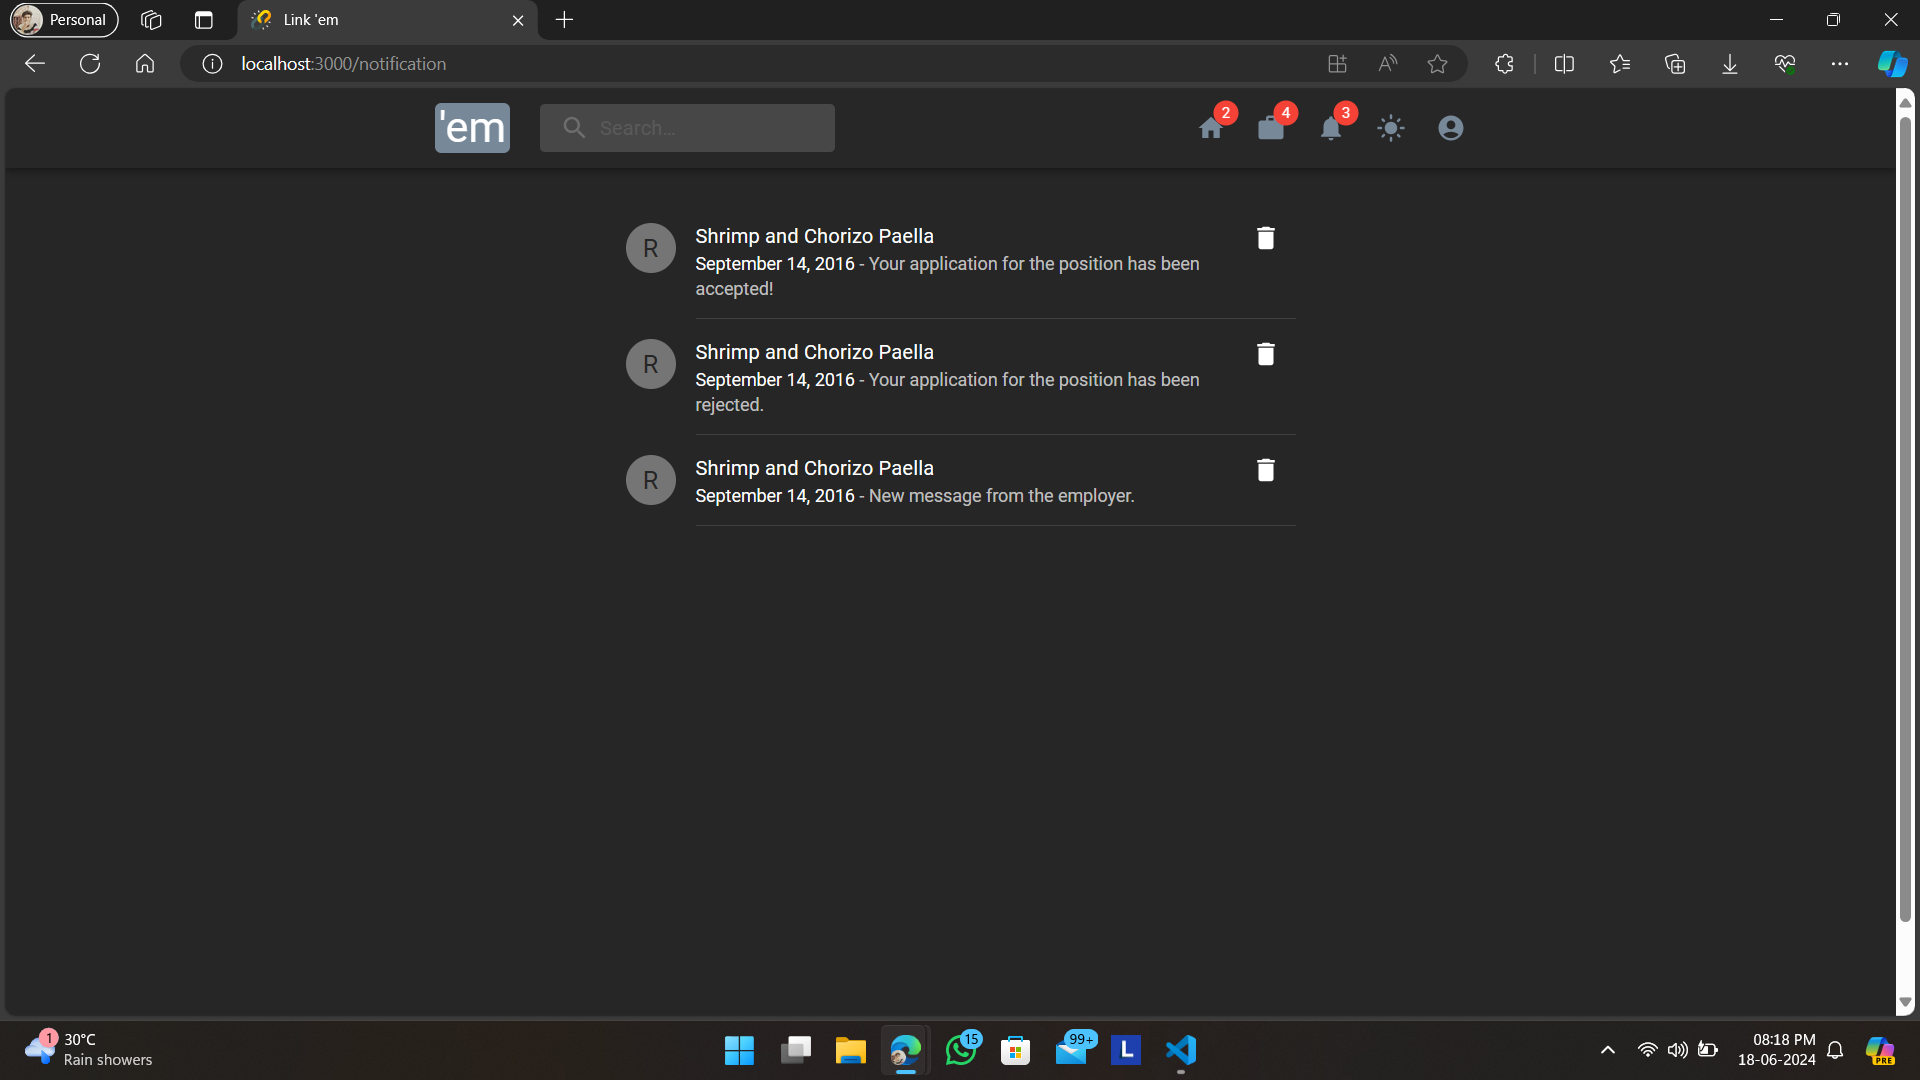 Personal
Link 'em
localhost:3000/notification
'em
Search...
2
4
3
R
Shrimp and Chorizo Paella
September 14, 2016 - Your application for the position has been
accepted!
R
Shrimp and Chorizo Paella
September 14, 2016 - Your application for the position has been
rejected.
R
Shrimp and Chorizo Paella
September 14, 2016 - New message from the employer.
1
30°C
Rain showers
15
99+
L
08:18 PM
18-06-2024
PRE